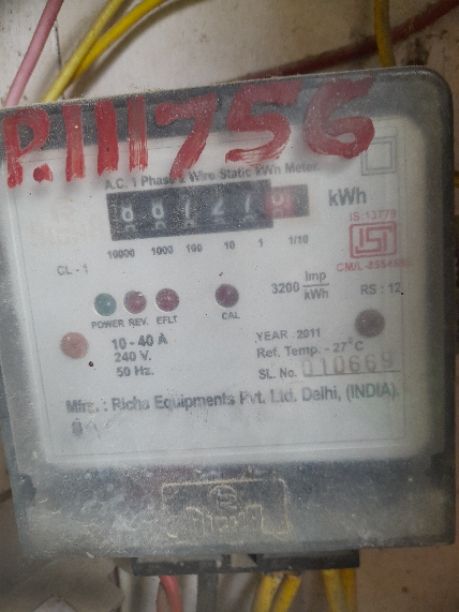 P.111756
A.C. 1 Phase 2 Wire Static kWh Meter
kWh
10000 1000 100 10 1 1/10
IS 13779
CL - 1
3200 Imp/kWh
RS : 12
POWER REV. EFLT CAL
10 - 40 A
240 V.
50 Hz.
YEAR : 2011
Ref. Temp. - 27°C
SL. No. 010669
Mfrs. : Richa Equipments Pvt. Ltd. Delhi, (INDIA).